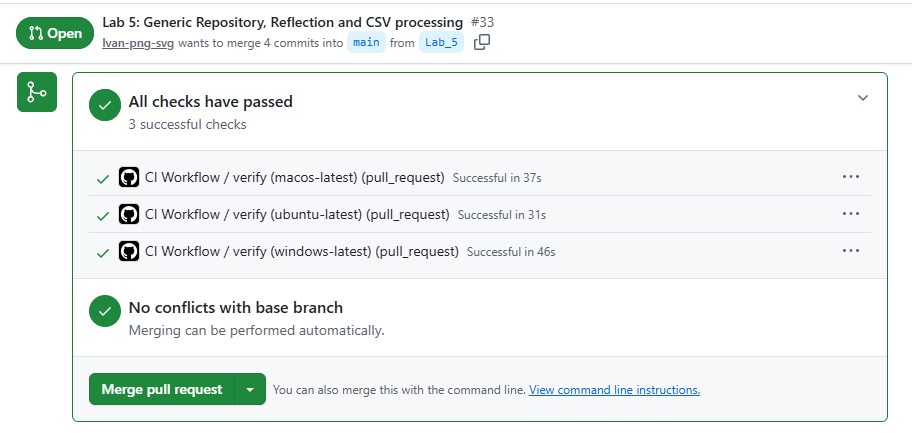 Open
Lab 5: Generic Repository, Reflection and CSV processing #33
Ivan-png-svg wants to merge 4 commits into main from Lab_5
All checks have passed
3 successful checks
CI Workflow / verify (macos-latest) (pull_request) Successful in 37s
CI Workflow / verify (ubuntu-latest) (pull_request) Successful in 31s
CI Workflow / verify (windows-latest) (pull_request) Successful in 46s
No conflicts with base branch
Merging can be performed automatically.
Merge pull request You can also merge this with the command line. View command line instructions.